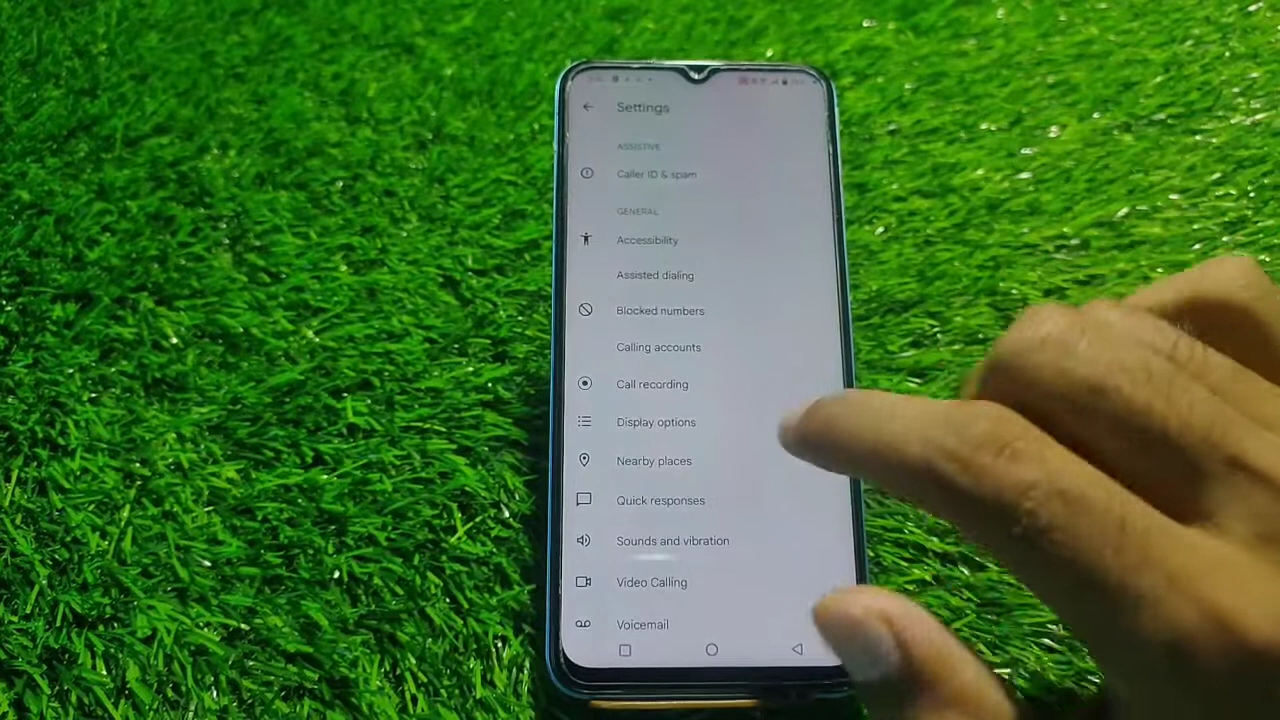 Settings
ASSISTIVE
Caller ID & spam
GENERAL
Accessibility
Assisted dialing
Blocked numbers
Calling accounts
Call recording
Display options
Nearby places
Quick responses
Sounds and vibration
Video Calling
Voicemail